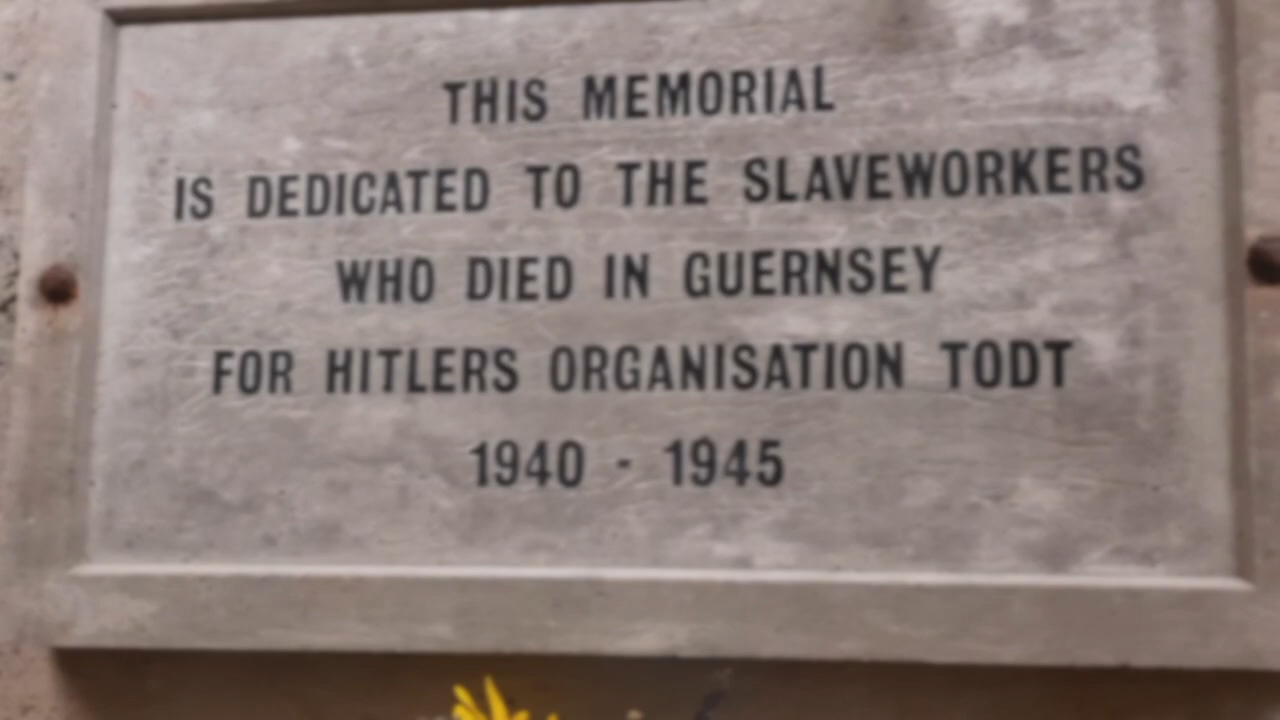 THIS MEMORIAL
IS DEDICATED TO THE SLAVEWORKERS
WHO DIED IN GUERNSEY
FOR HITLERS ORGANISATION TODT
1940 - 1945